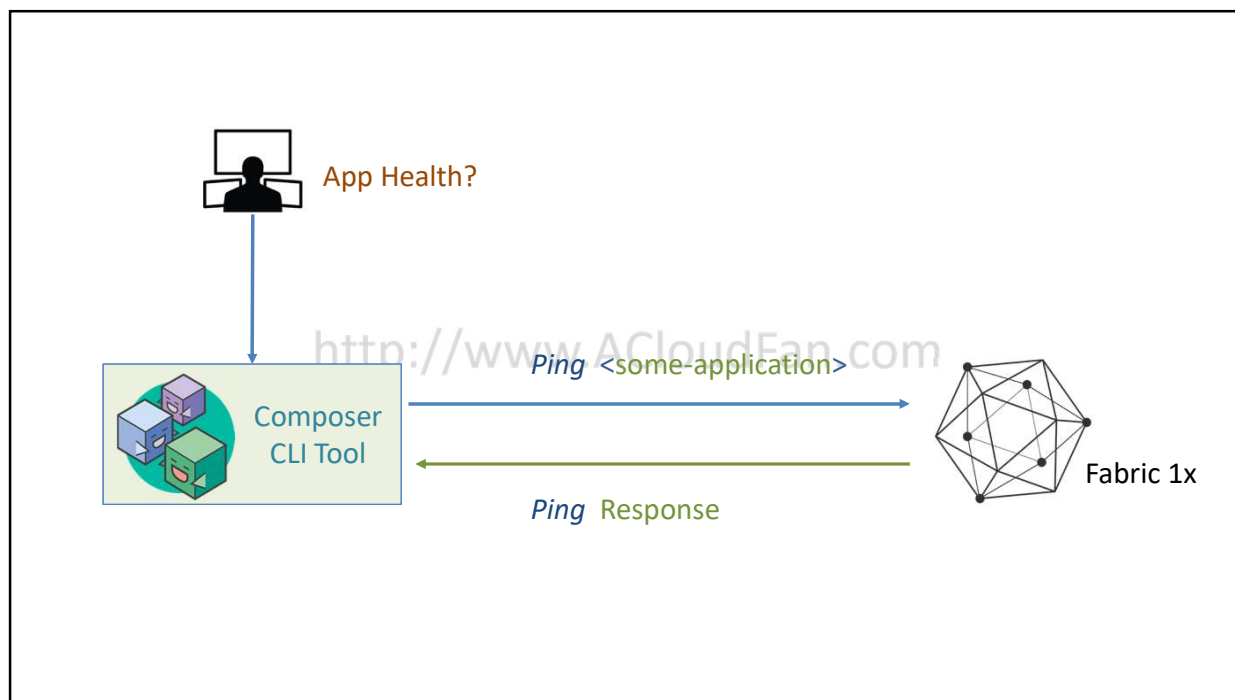 App Health?
http://www.ACloudFan.com
Ping <some-application>
Composer
CLI Tool
Fabric 1x
Ping Response